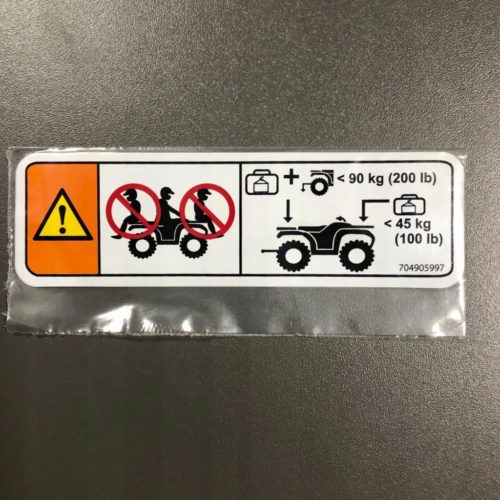 + < 90 kg (200 lb)
< 45 kg
(100 lb)
704905997